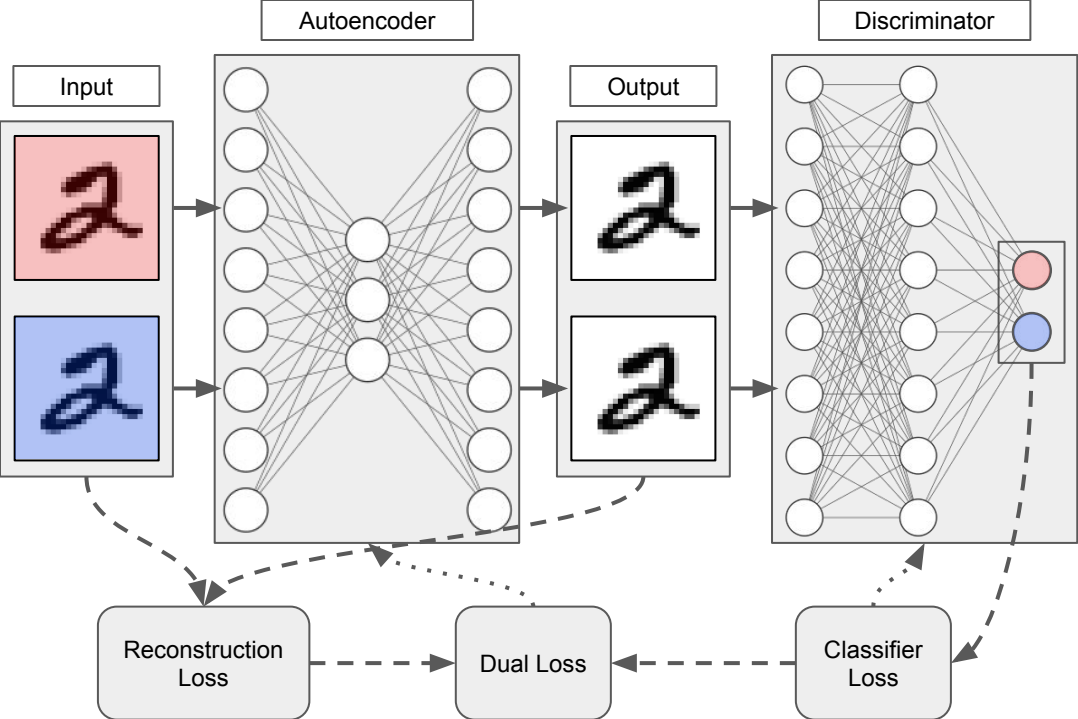 Autoencoder
Discriminator
Input
Output
Reconstruction
Loss
Dual Loss
Classifier
Loss